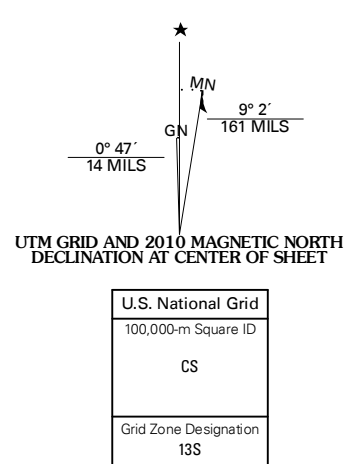 ★
MN
9° 2´
161 MILS
GN
0° 47´
14 MILS
UTM GRID AND 2010 MAGNETIC NORTH
DECLINATION AT CENTER OF SHEET
U.S. National Grid
100,000-m Square ID
CS
Grid Zone Designation
13S